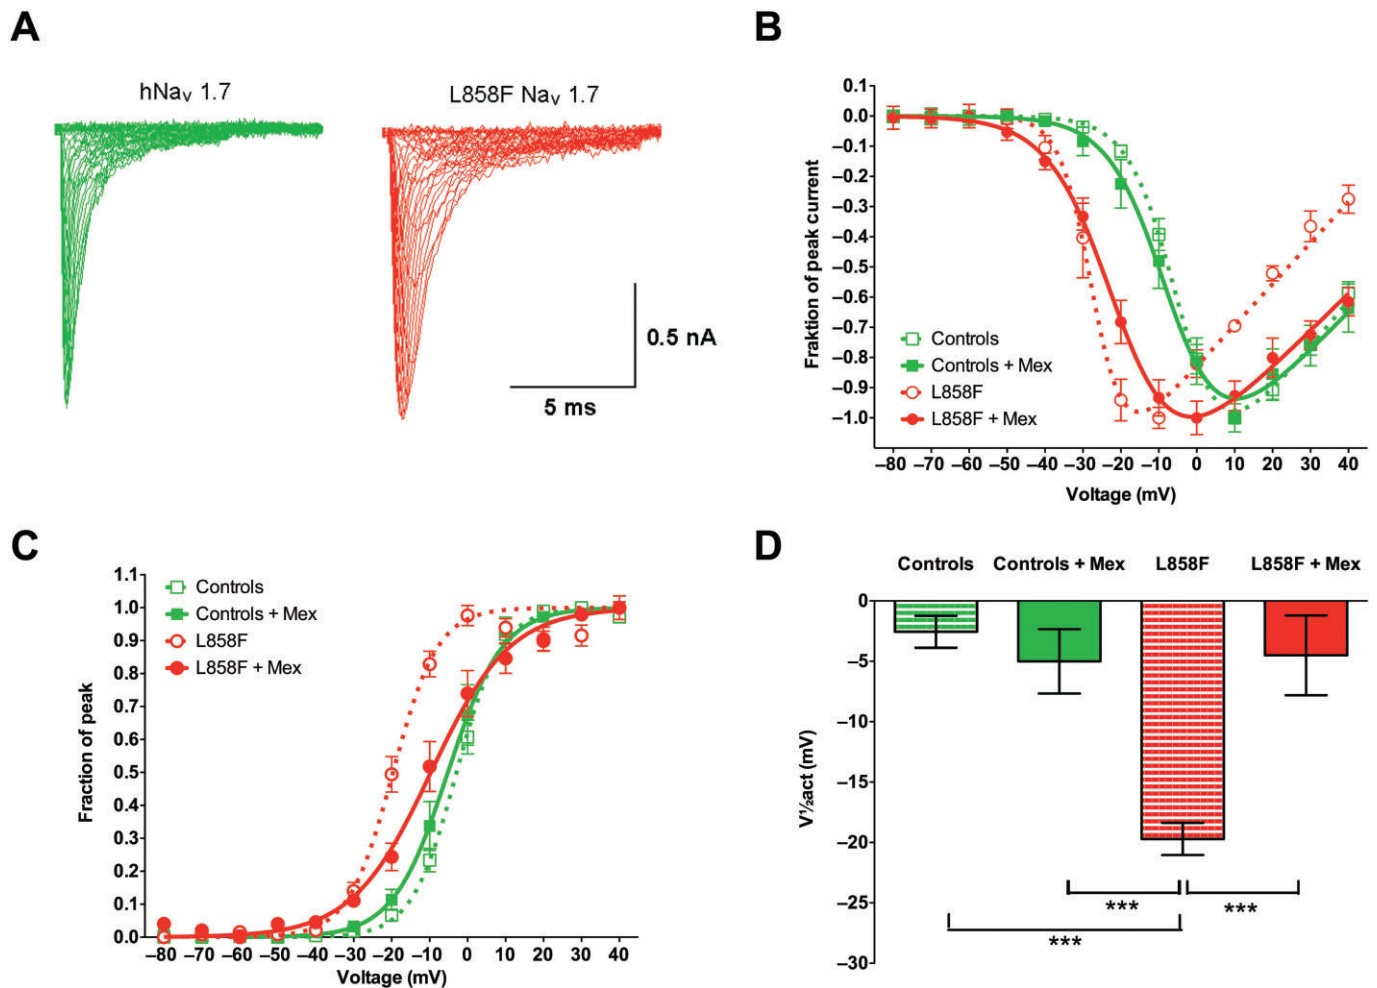 A
hNav 1.7
L858F Nav 1.7
0.5 nA
5 ms
B
0.1
0.0
–0.1
–0.2
–0.3
–0.4
–0.5
–0.6
–0.7
–0.8
–0.9
–1.0
Fraktion of peak current
Controls
Controls + Mex
L858F
L858F + Mex
–80 –70 –60 –50 –40 –30 –20 –10 0 10 20 30 40
Voltage (mV)
C
1.1
1.0
0.9
0.8
0.7
0.6
0.5
0.4
0.3
0.2
0.1
0.0
Fraction of peak
Controls
Controls + Mex
L858F
L858F + Mex
–80 –70 –60 –50 –40 –30 –20 –10 0 10 20 30 40
Voltage (mV)
D
Controls Controls + Mex L858F L858F + Mex
0
–5
–10
–15
–20
–25
–30
V½act (mV)
*** ***
***